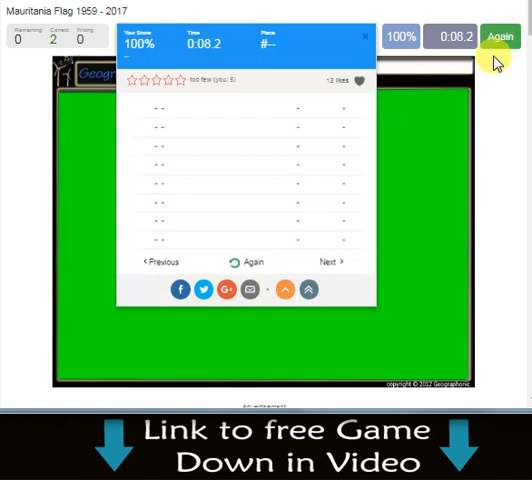 Mauritania Flag 1959 - 2017
Remaining Correct Wrong
0 2 0
Your Score Time Place
100% 0:08.2 #--
--
x
100% 0:08.2 Again
Geogra
too few (you: 5) 13 likes
- - - -
- - - -
- - - -
- - - -
- - - -
- - - -
- - - -
- - - -
‹ Previous Again Next ›
f G+
copyright © 2012 Geographonic
Advertisement
Link to free Game
Down in Video